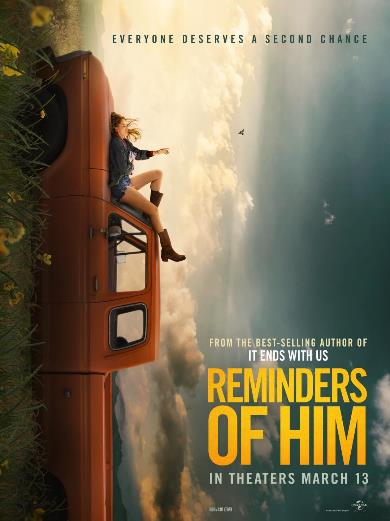 EVERYONE DESERVES A SECOND CHANCE
FROM THE BEST-SELLING AUTHOR OF
IT ENDS WITH US
REMINDERS
OF HIM
IN THEATERS MARCH 13